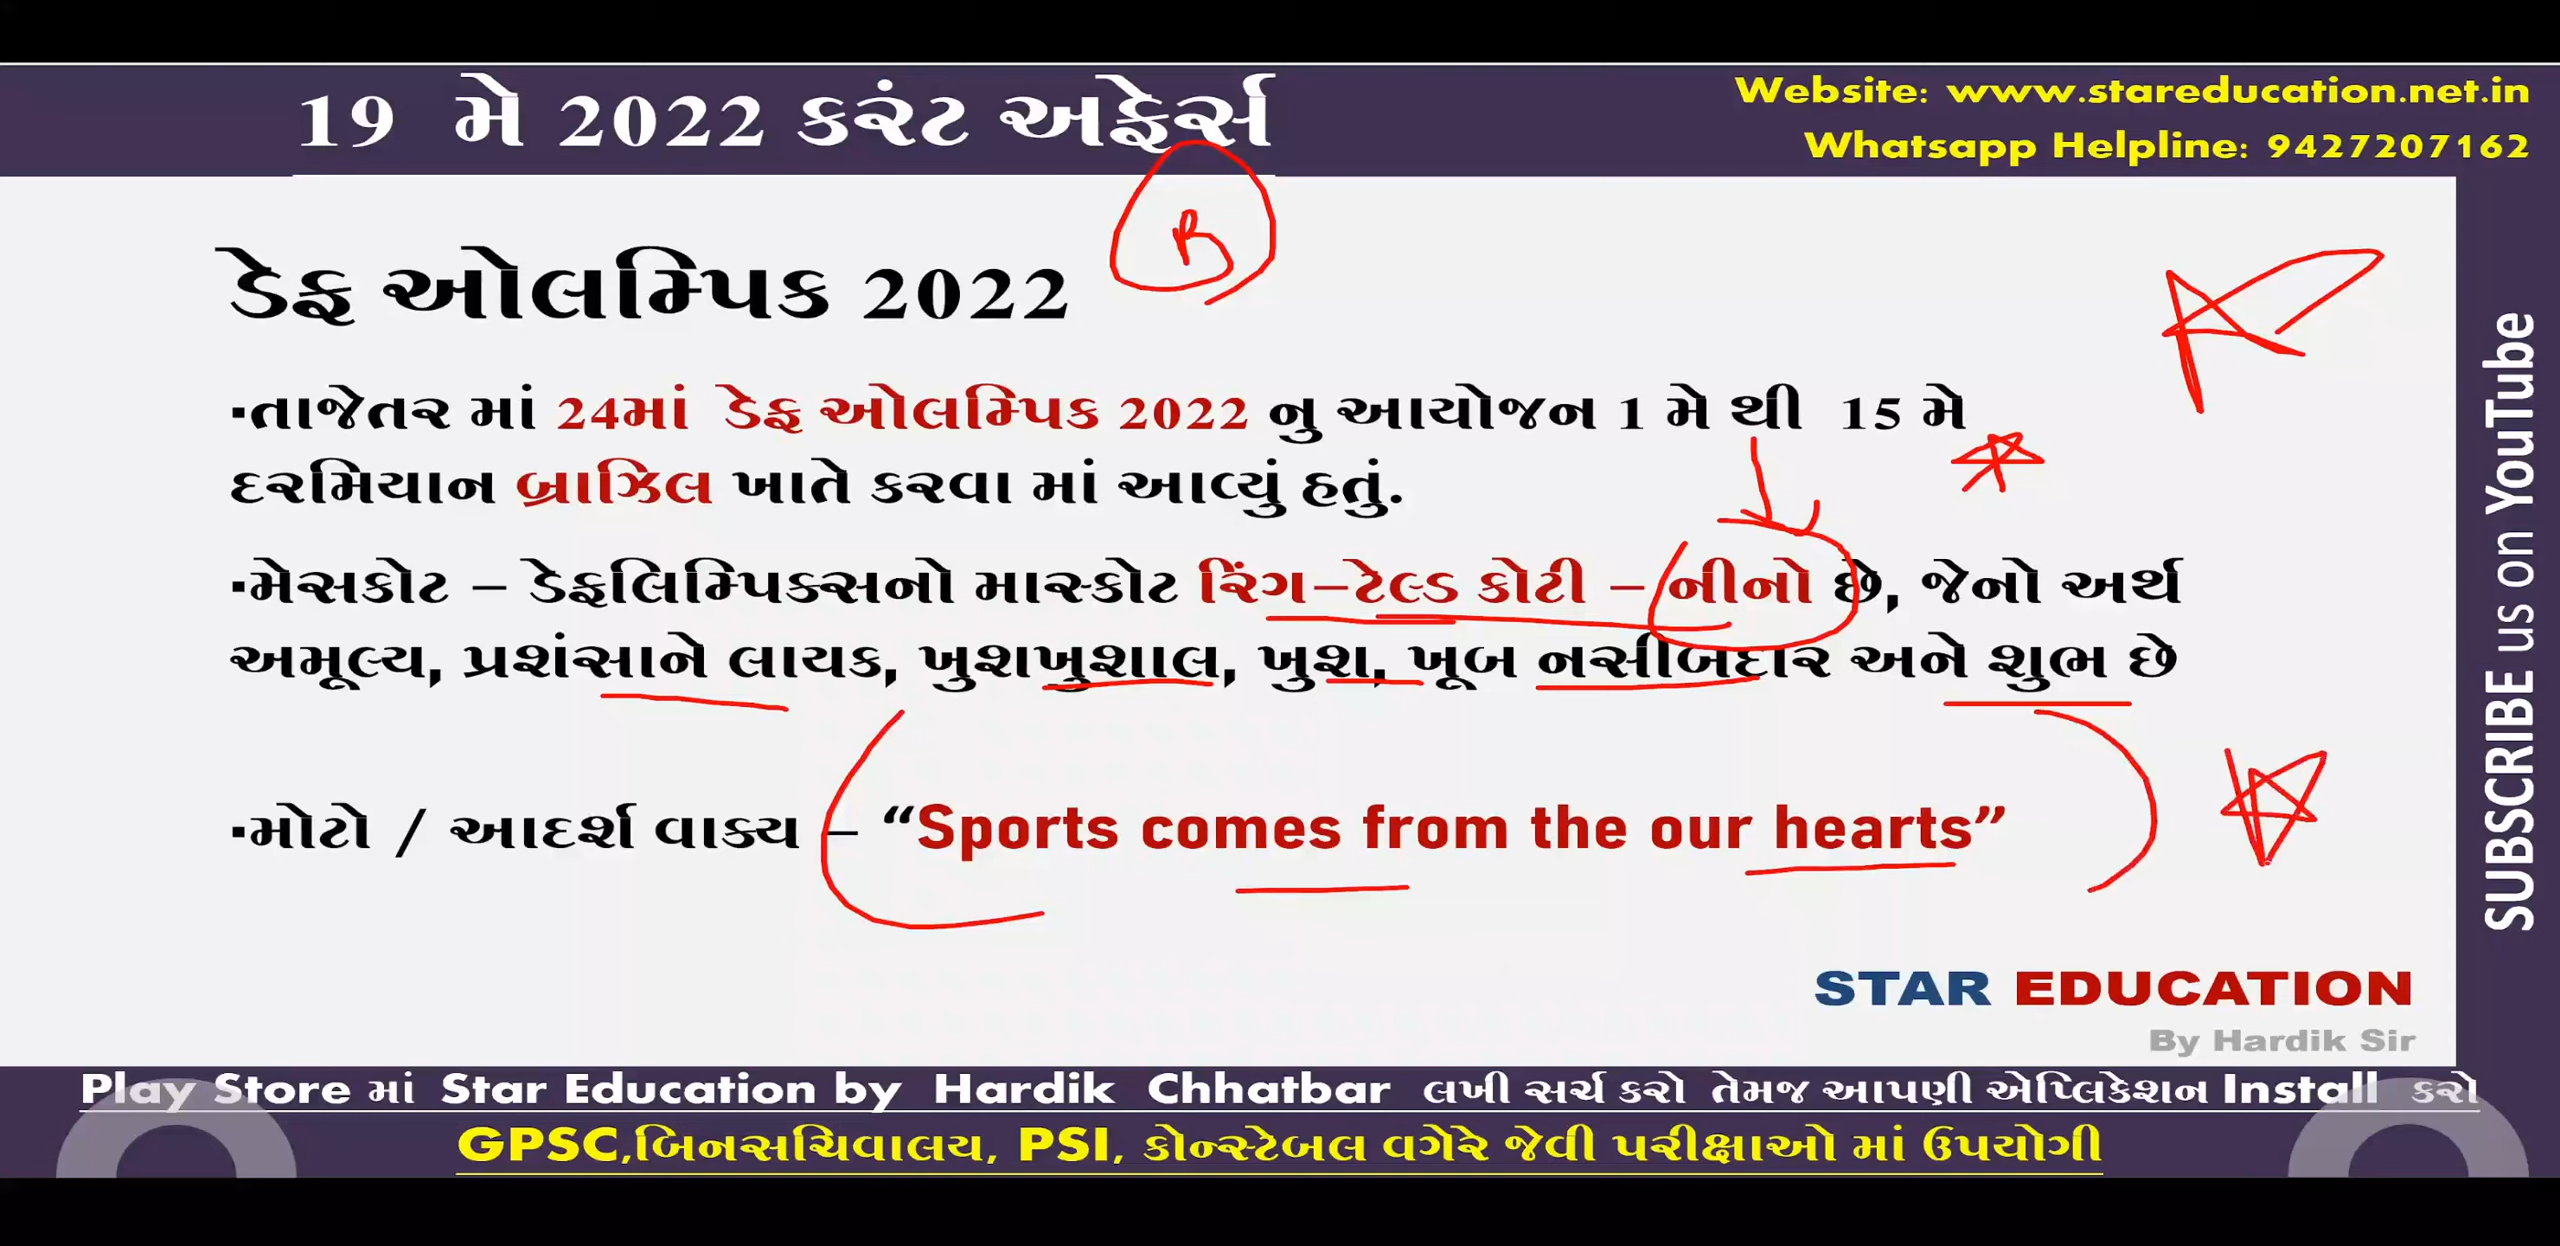 19 મે 2022 કરંટ અફેર્સ
Website: www.stareducation.net.in
Whatsapp Helpline: 9427207162
R
ડેફ ઓલમ્પિક 2022
▪તાજેતર માં 24માં ડેફ ઓલમ્પિક 2022 નુ આયોજન 1 મે થી 15 મે
દરમિયાન બ્રાઝિલ ખાતે કરવા માં આવ્યું હતું.
▪મેસકોટ – ડેફલિમ્પિક્સનો માસ્કોટ રિંગ-ટેલ્ડ કોટી – નીનો છે, જેનો અર્થ
અમૂલ્ય, પ્રશંસાને લાયક, ખુશખુશાલ, ખુશ, ખૂબ નસીબદાર અને શુભ છે
▪મોટો / આદર્શ વાક્ય – “Sports comes from the our hearts”
STAR EDUCATION
By Hardik Sir
SUBSCRIBE us on YouTube
Play Store માં Star Education by Hardik Chhatbar લખી સર્ચ કરો તેમજ આપણી એપ્લિકેશન Install કરો
GPSC,બિનસચિવાલય, PSI, કોન્સ્ટેબલ વગેરે જેવી પરીક્ષાઓ માં ઉપયોગી